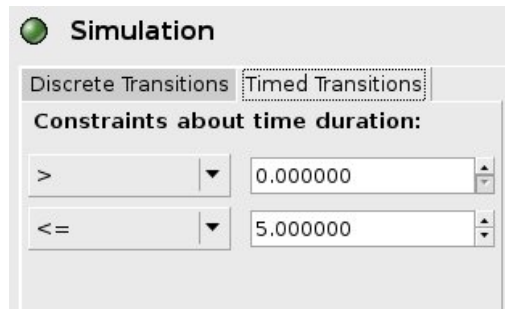 Simulation
Discrete Transitions Timed Transitions
Constraints about time duration:
> 0.000000
<= 5.000000